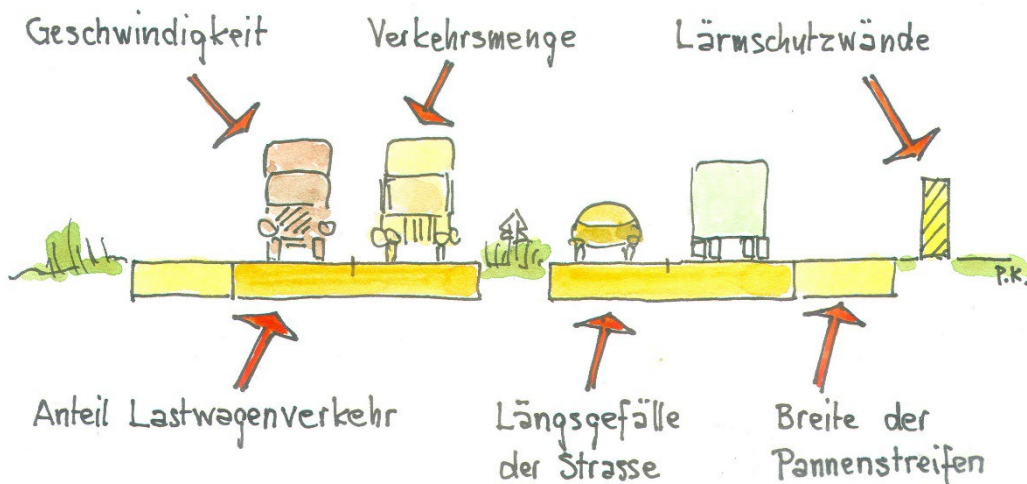 Geschwindigkeit
Verkehrsmenge
Lärmschutzwände
P.K.
Anteil Lastwagenverkehr
Längsgefälle
der Strasse
Breite der
Pannenstreifen